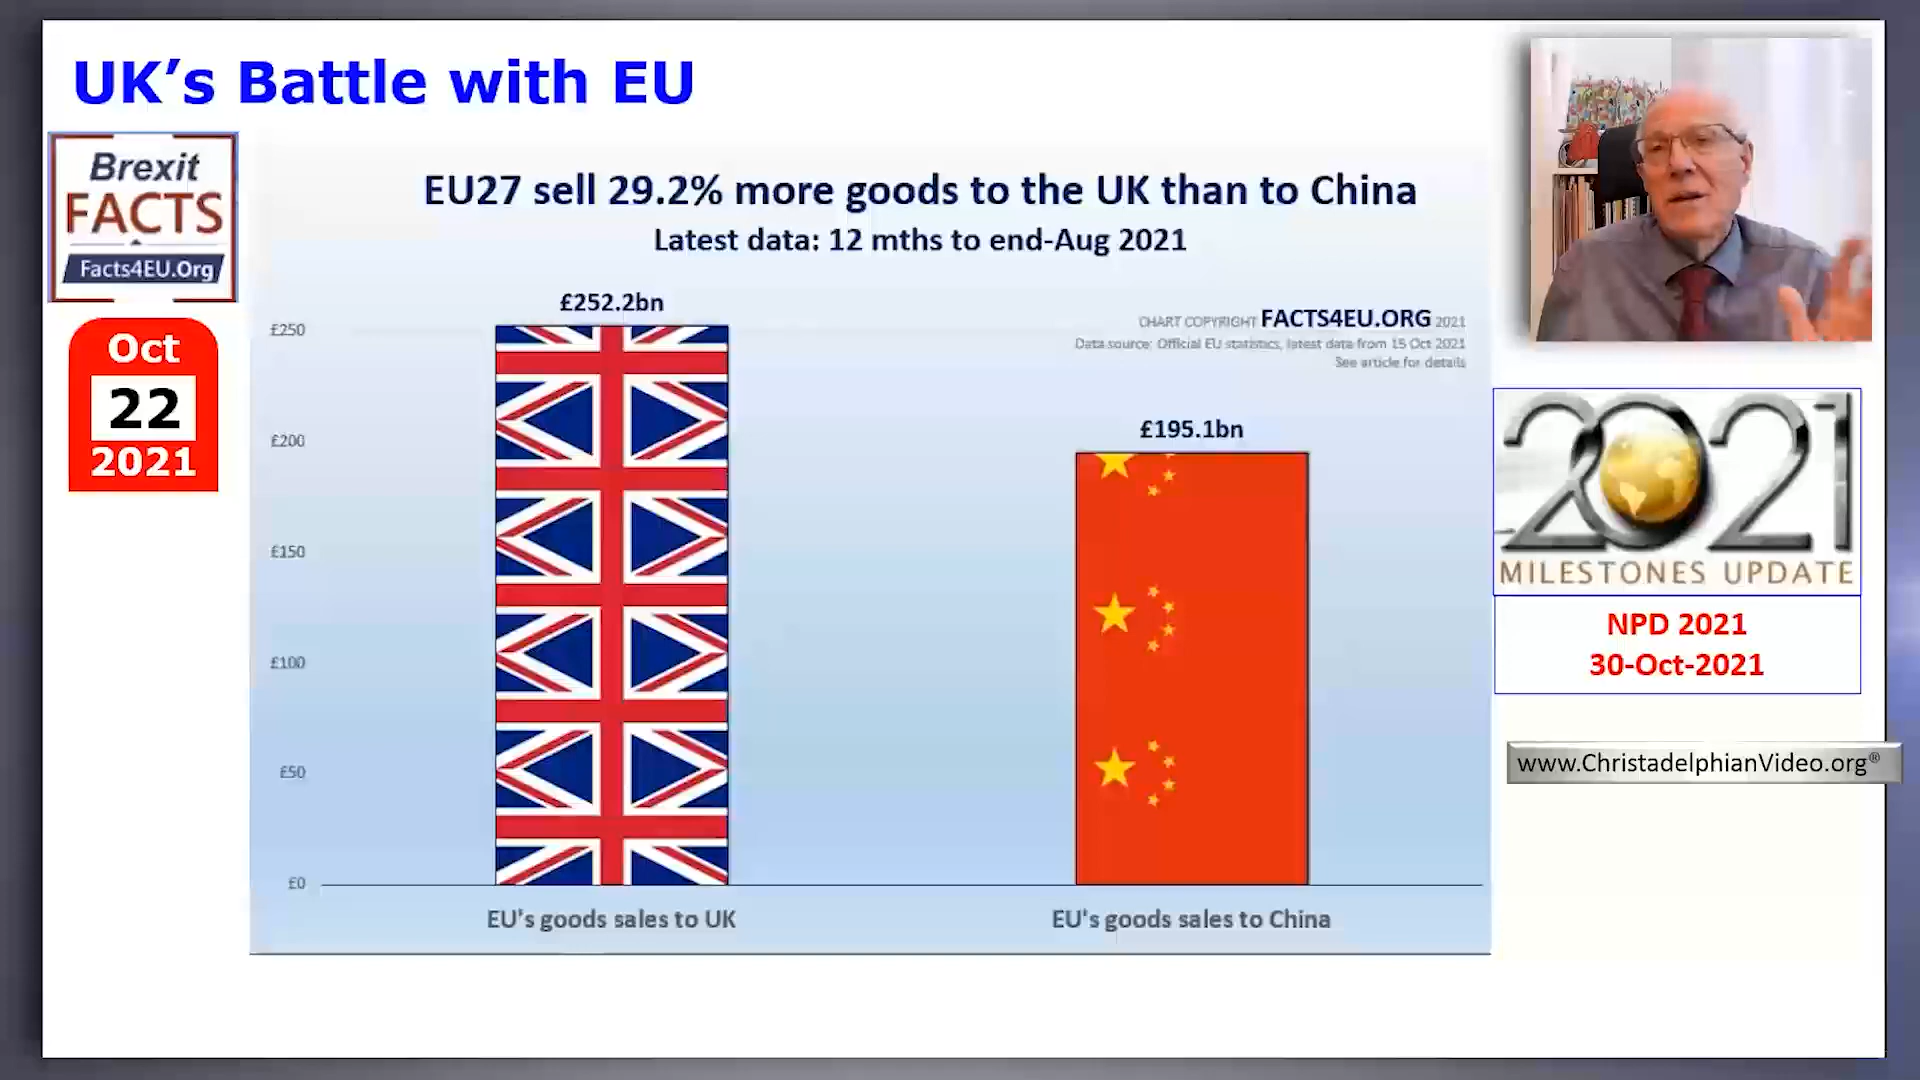 UK’s Battle with EU
Brexit
FACTS
Facts4EU.Org
Oct
22
2021
EU27 sell 29.2% more goods to the UK than to China
Latest data: 12 mths to end-Aug 2021
CHART COPYRIGHT FACTS4EU.ORG 2021
Data source: Official EU statistics, latest data from 15 Oct 2021
See article for details
£252.2bn
£195.1bn
£250
£200
£150
£100
£50
£0
EU's goods sales to UK
EU's goods sales to China
2021
MILESTONES UPDATE
NPD 2021
30-Oct-2021
www.ChristadelphianVideo.org®